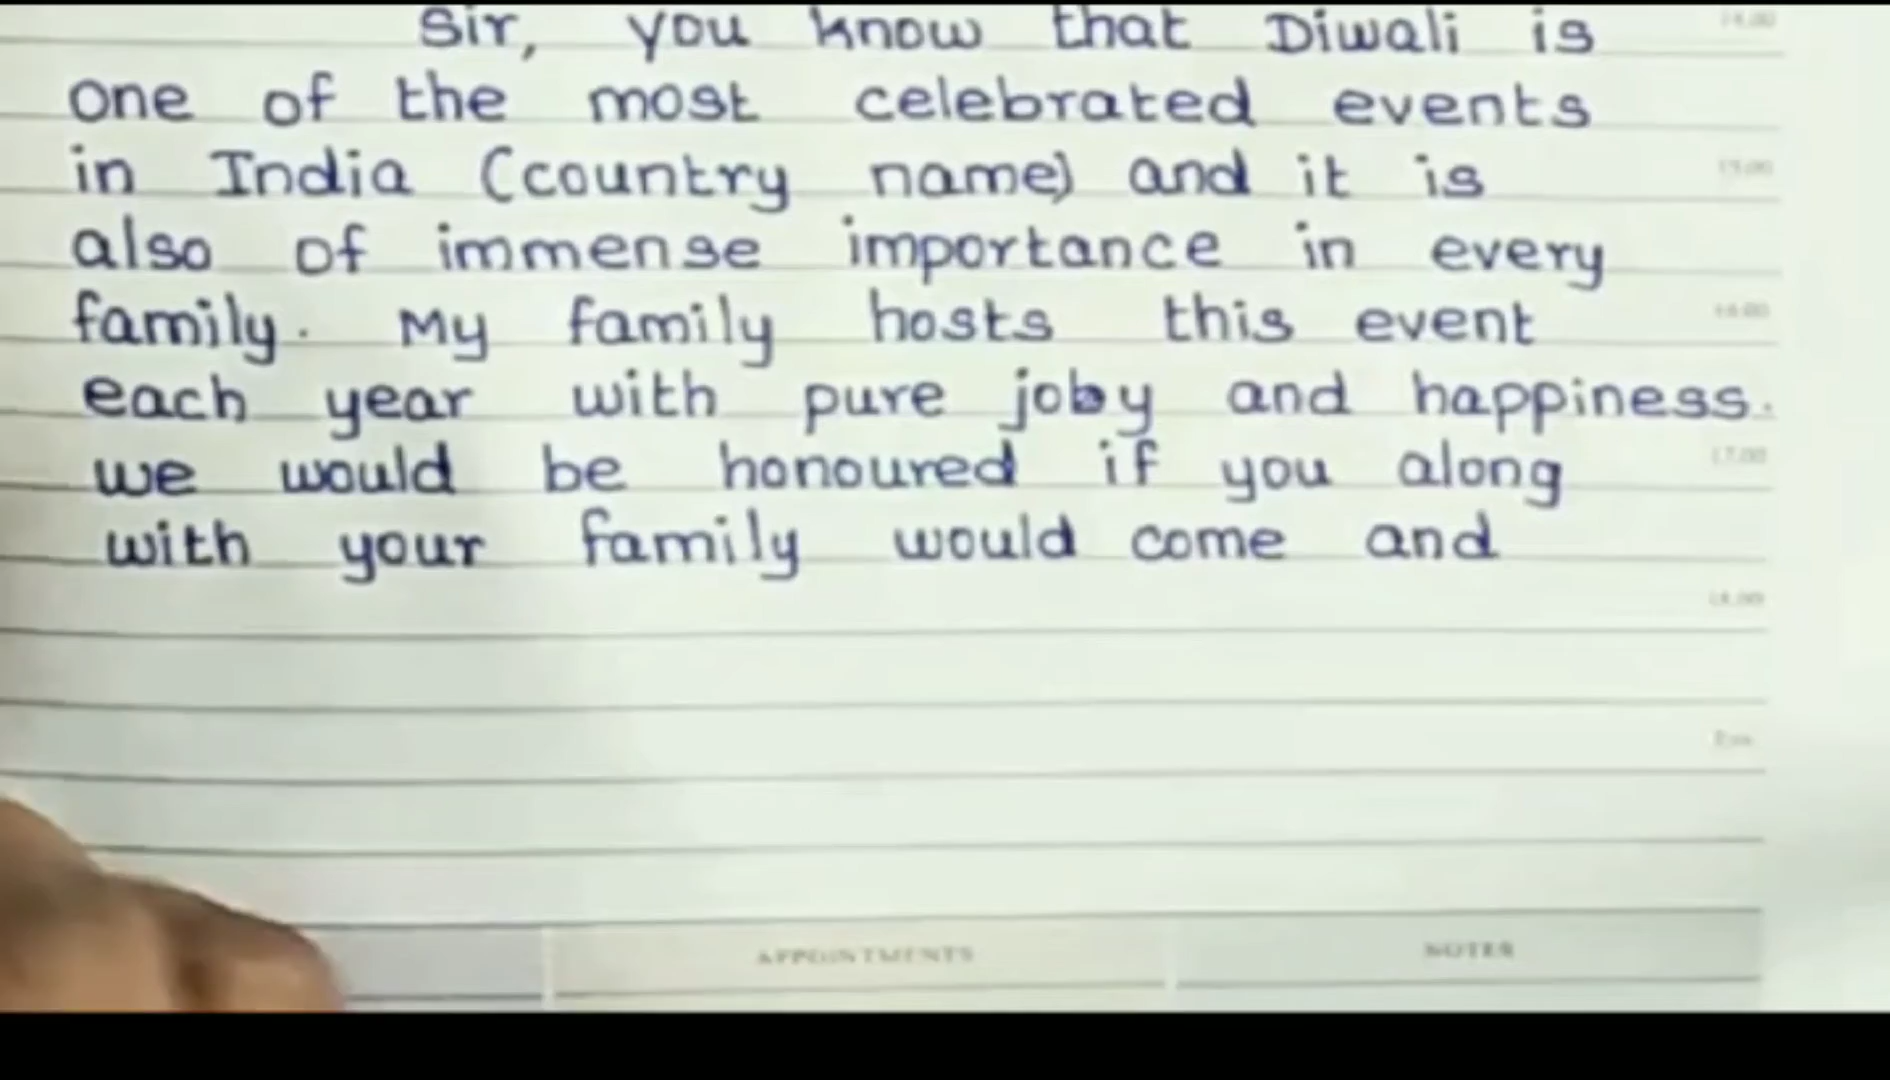 Sir, you know that Diwali is
one of the most celebrated events
in India (country name) and it is
also of immense importance in every
family. My family hosts this event
each year with pure joby and happiness.
we would be honoured if you along
with your family would come and
APPOINTMENTS NOTES